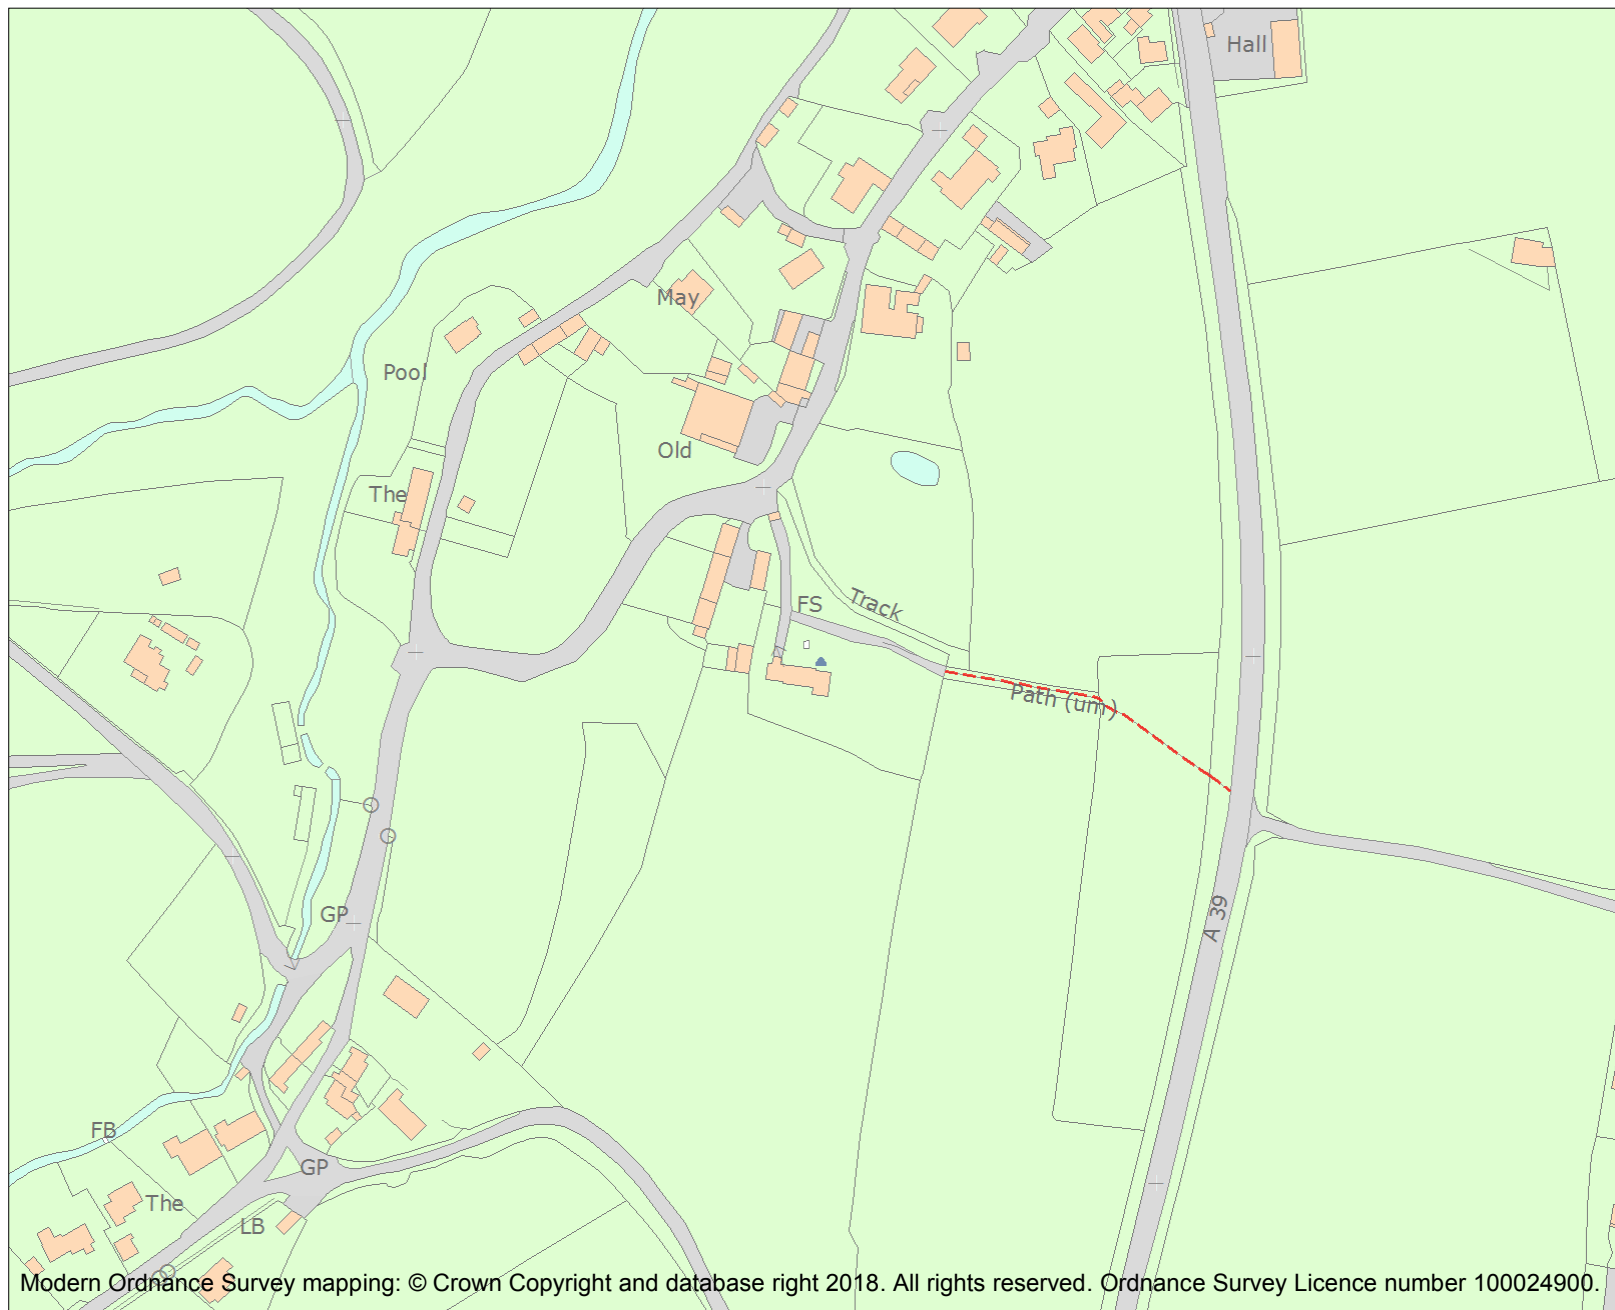 Hall
May
Pool
Old
The
Track
FS
Path (um)
A 39
GP
FB
GP
The
LB
Modern Ordnance Survey mapping: © Crown Copyright and database right 2018. All rights reserved. Ordnance Survey Licence number 100024900.